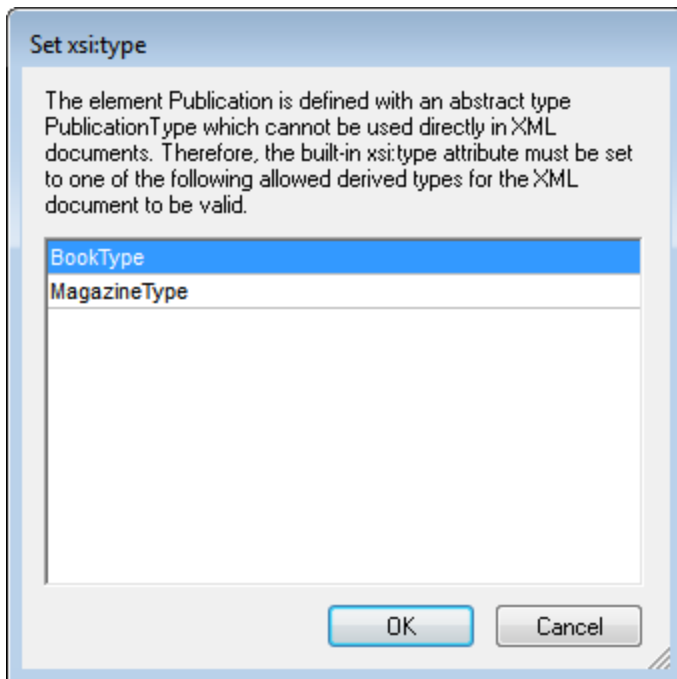 Set xsi:type
The element Publication is defined with an abstract type
PublicationType which cannot be used directly in XML
documents. Therefore, the built-in xsi:type attribute must be set
to one of the following allowed derived types for the XML
document to be valid.
BookType
MagazineType
OK
Cancel